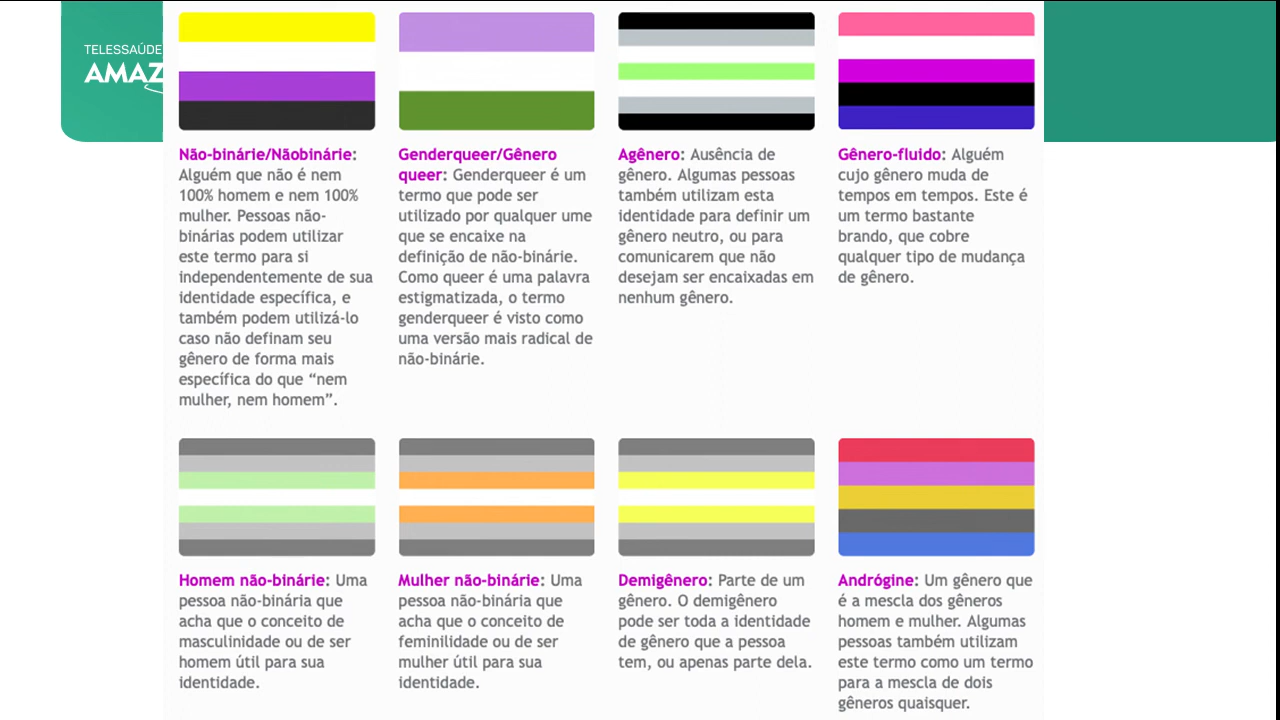 TELESSAÚDE
AMAZ
Não-binárie/Nãobinárie:
Alguém que não é nem
100% homem e nem 100%
mulher. Pessoas não-
binárias podem utilizar
este termo para si
independentemente de sua
identidade específica, e
também podem utilizá-lo
caso não definam seu
gênero de forma mais
específica do que “nem
mulher, nem homem”.
Genderqueer/Gênero
queer: Genderqueer é um
termo que pode ser
utilizado por qualquer ume
que se encaixe na
definição de não-binárie.
Como queer é uma palavra
estigmatizada, o termo
genderqueer é visto como
uma versão mais radical de
não-binárie.
Agênero: Ausência de
gênero. Algumas pessoas
também utilizam esta
identidade para definir um
gênero neutro, ou para
comunicarem que não
desejam ser encaixadas em
nenhum gênero.
Gênero-fluido: Alguém
cujo gênero muda de
tempos em tempos. Este é
um termo bastante
brando, que cobre
qualquer tipo de mudança
de gênero.
Homem não-binárie: Uma
pessoa não-binária que
acha que o conceito de
masculinidade ou de ser
homem útil para sua
identidade.
Mulher não-binárie: Uma
pessoa não-binária que
acha que o conceito de
feminilidade ou de ser
mulher útil para sua
identidade.
Demigênero: Parte de um
gênero. O demigênero
pode ser toda a identidade
de gênero que a pessoa
tem, ou apenas parte dela.
Andrógine: Um gênero que
é a mescla dos gêneros
homem e mulher. Algumas
pessoas também utilizam
este termo como um termo
para a mescla de dois
gêneros quaisquer.